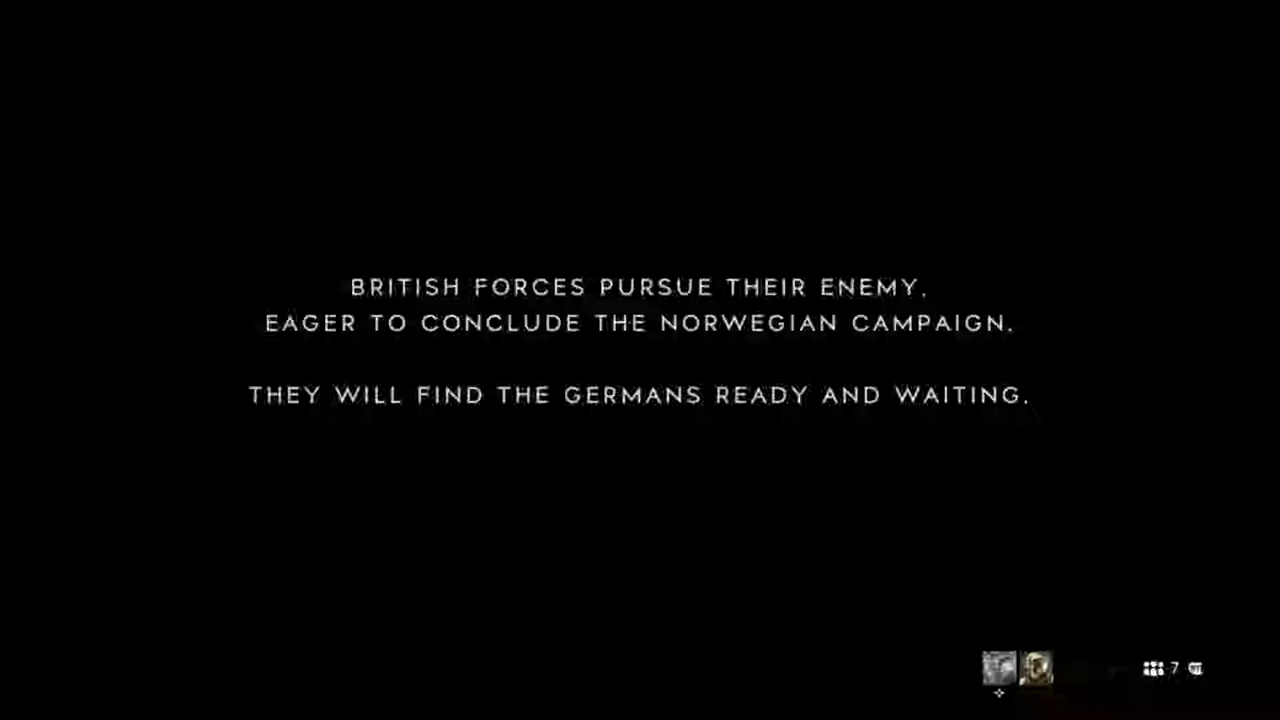 BRITISH FORCES PURSUE THEIR ENEMY,
EAGER TO CONCLUDE THE NORWEGIAN CAMPAIGN.
THEY WILL FIND THE GERMANS READY AND WAITING.
7